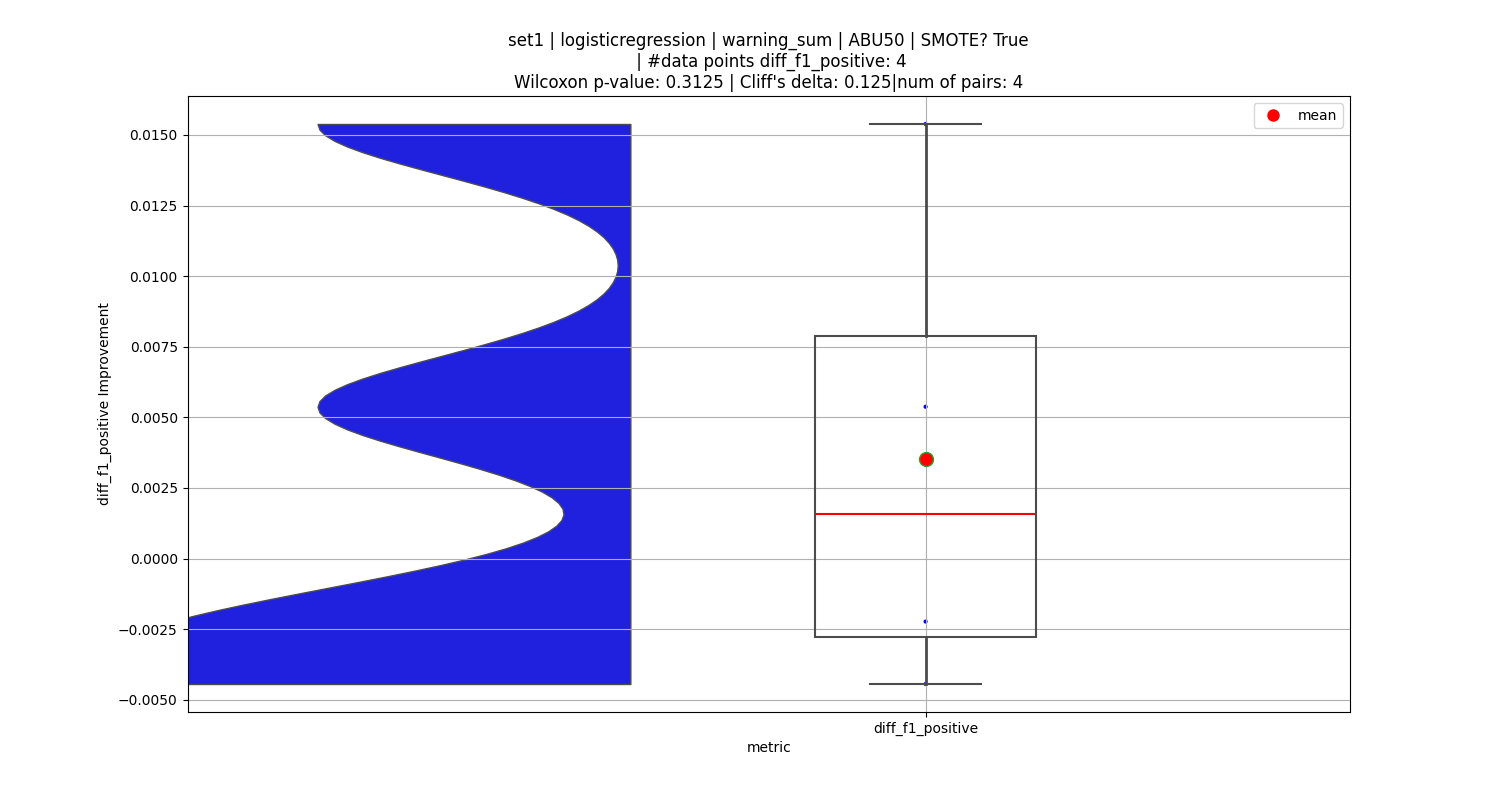 set1 | logisticregression | warning_sum | ABU50 | SMOTE? True
| #data points diff_f1_positive: 4
Wilcoxon p-value: 0.3125 | Cliff's delta: 0.125|num of pairs: 4
mean
0.0150
0.0125
0.0100
0.0075
0.0050
0.0025
0.0000
−0.0025
−0.0050
diff_f1_positive Improvement
diff_f1_positive
metric